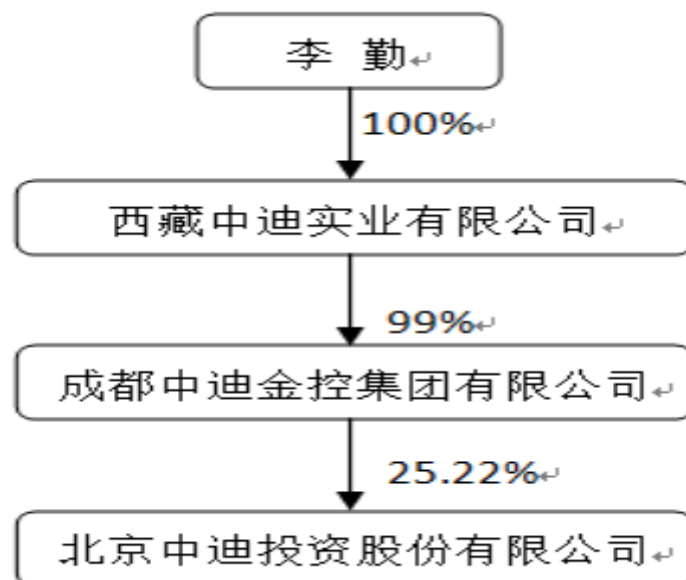 李 勤
100%
西藏中迪实业有限公司
99%
成都中迪金控集团有限公司
25.22%
北京中迪投资股份有限公司